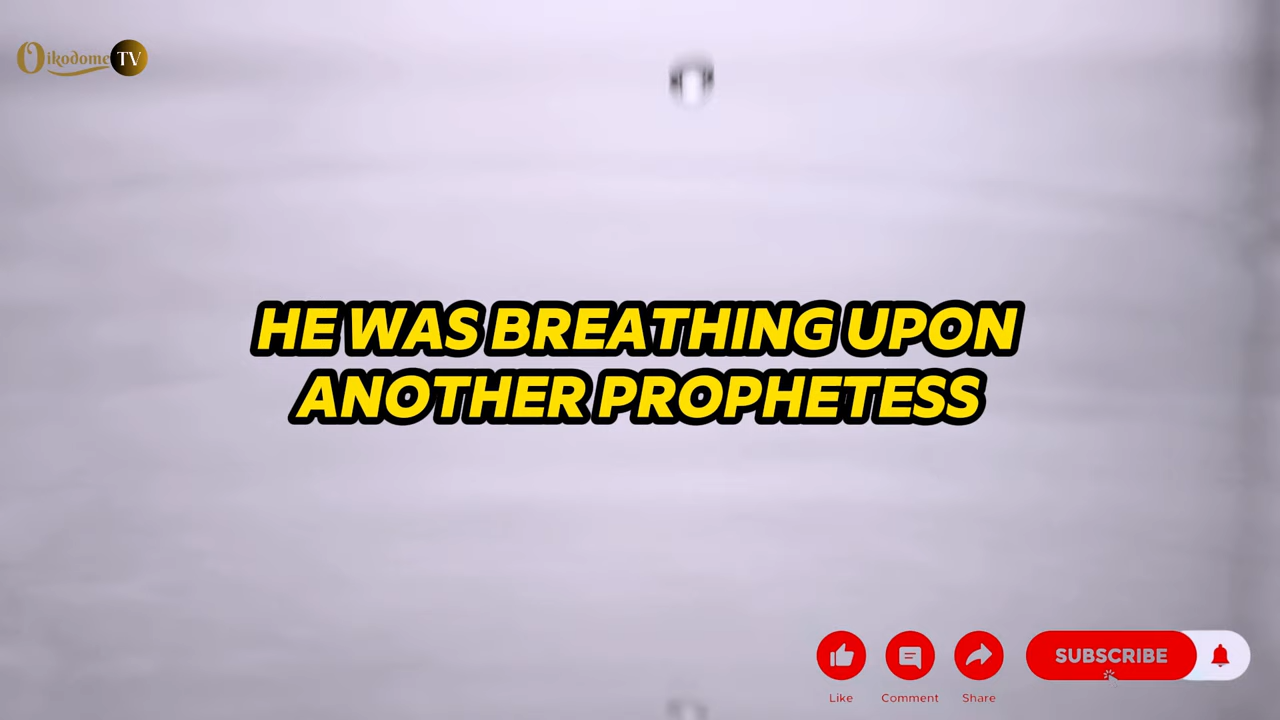 Oikodome TV
HE WAS BREATHING UPON
ANOTHER PROPHETESS
SUBSCRIBE
Like
Comment
Share